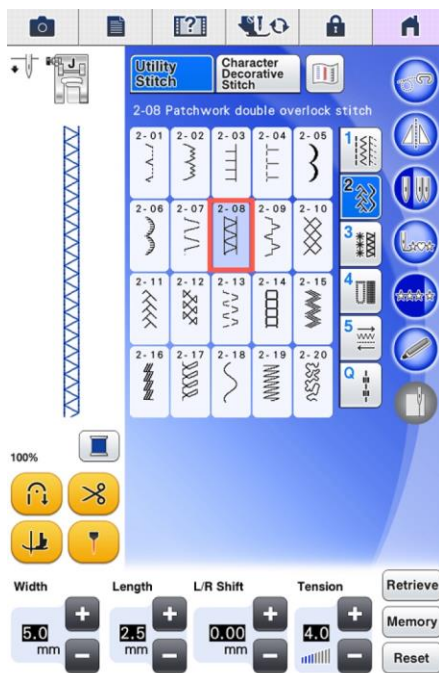 J
Utility
Stitch
Character
Decorative
Stitch
2-08 Patchwork double overlock stitch
2-01 2-02 2-03 2-04 2-05
1
2-06 2-07 2-08 2-09 2-10
2
3
2-11 2-12 2-13 2-14 2-15
4
5
2-16 2-17 2-18 2-19 2-20
Q
100%
Width Length L/R Shift Tension
Retrieve
5.0 mm
2.5 mm
0.00 mm
4.0
Memory
Reset